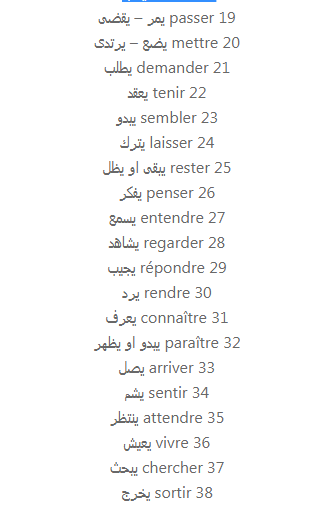 19 passer يمر – يقضى
20 mettre يضع – يرتدى
21 demander يطلب
22 tenir يعقد
23 sembler يبدو
24 laisser يترك
25 rester يبقى او يظل
26 penser يفكر
27 entendre يسمع
28 regarder يشاهد
29 répondre يجيب
30 rendre يرد
31 connaître يعرف
32 paraître يبدو او يظهر
33 arriver يصل
34 sentir يشم
35 attendre ينتظر
36 vivre يعيش
37 chercher يبحث
38 sortir يخرج